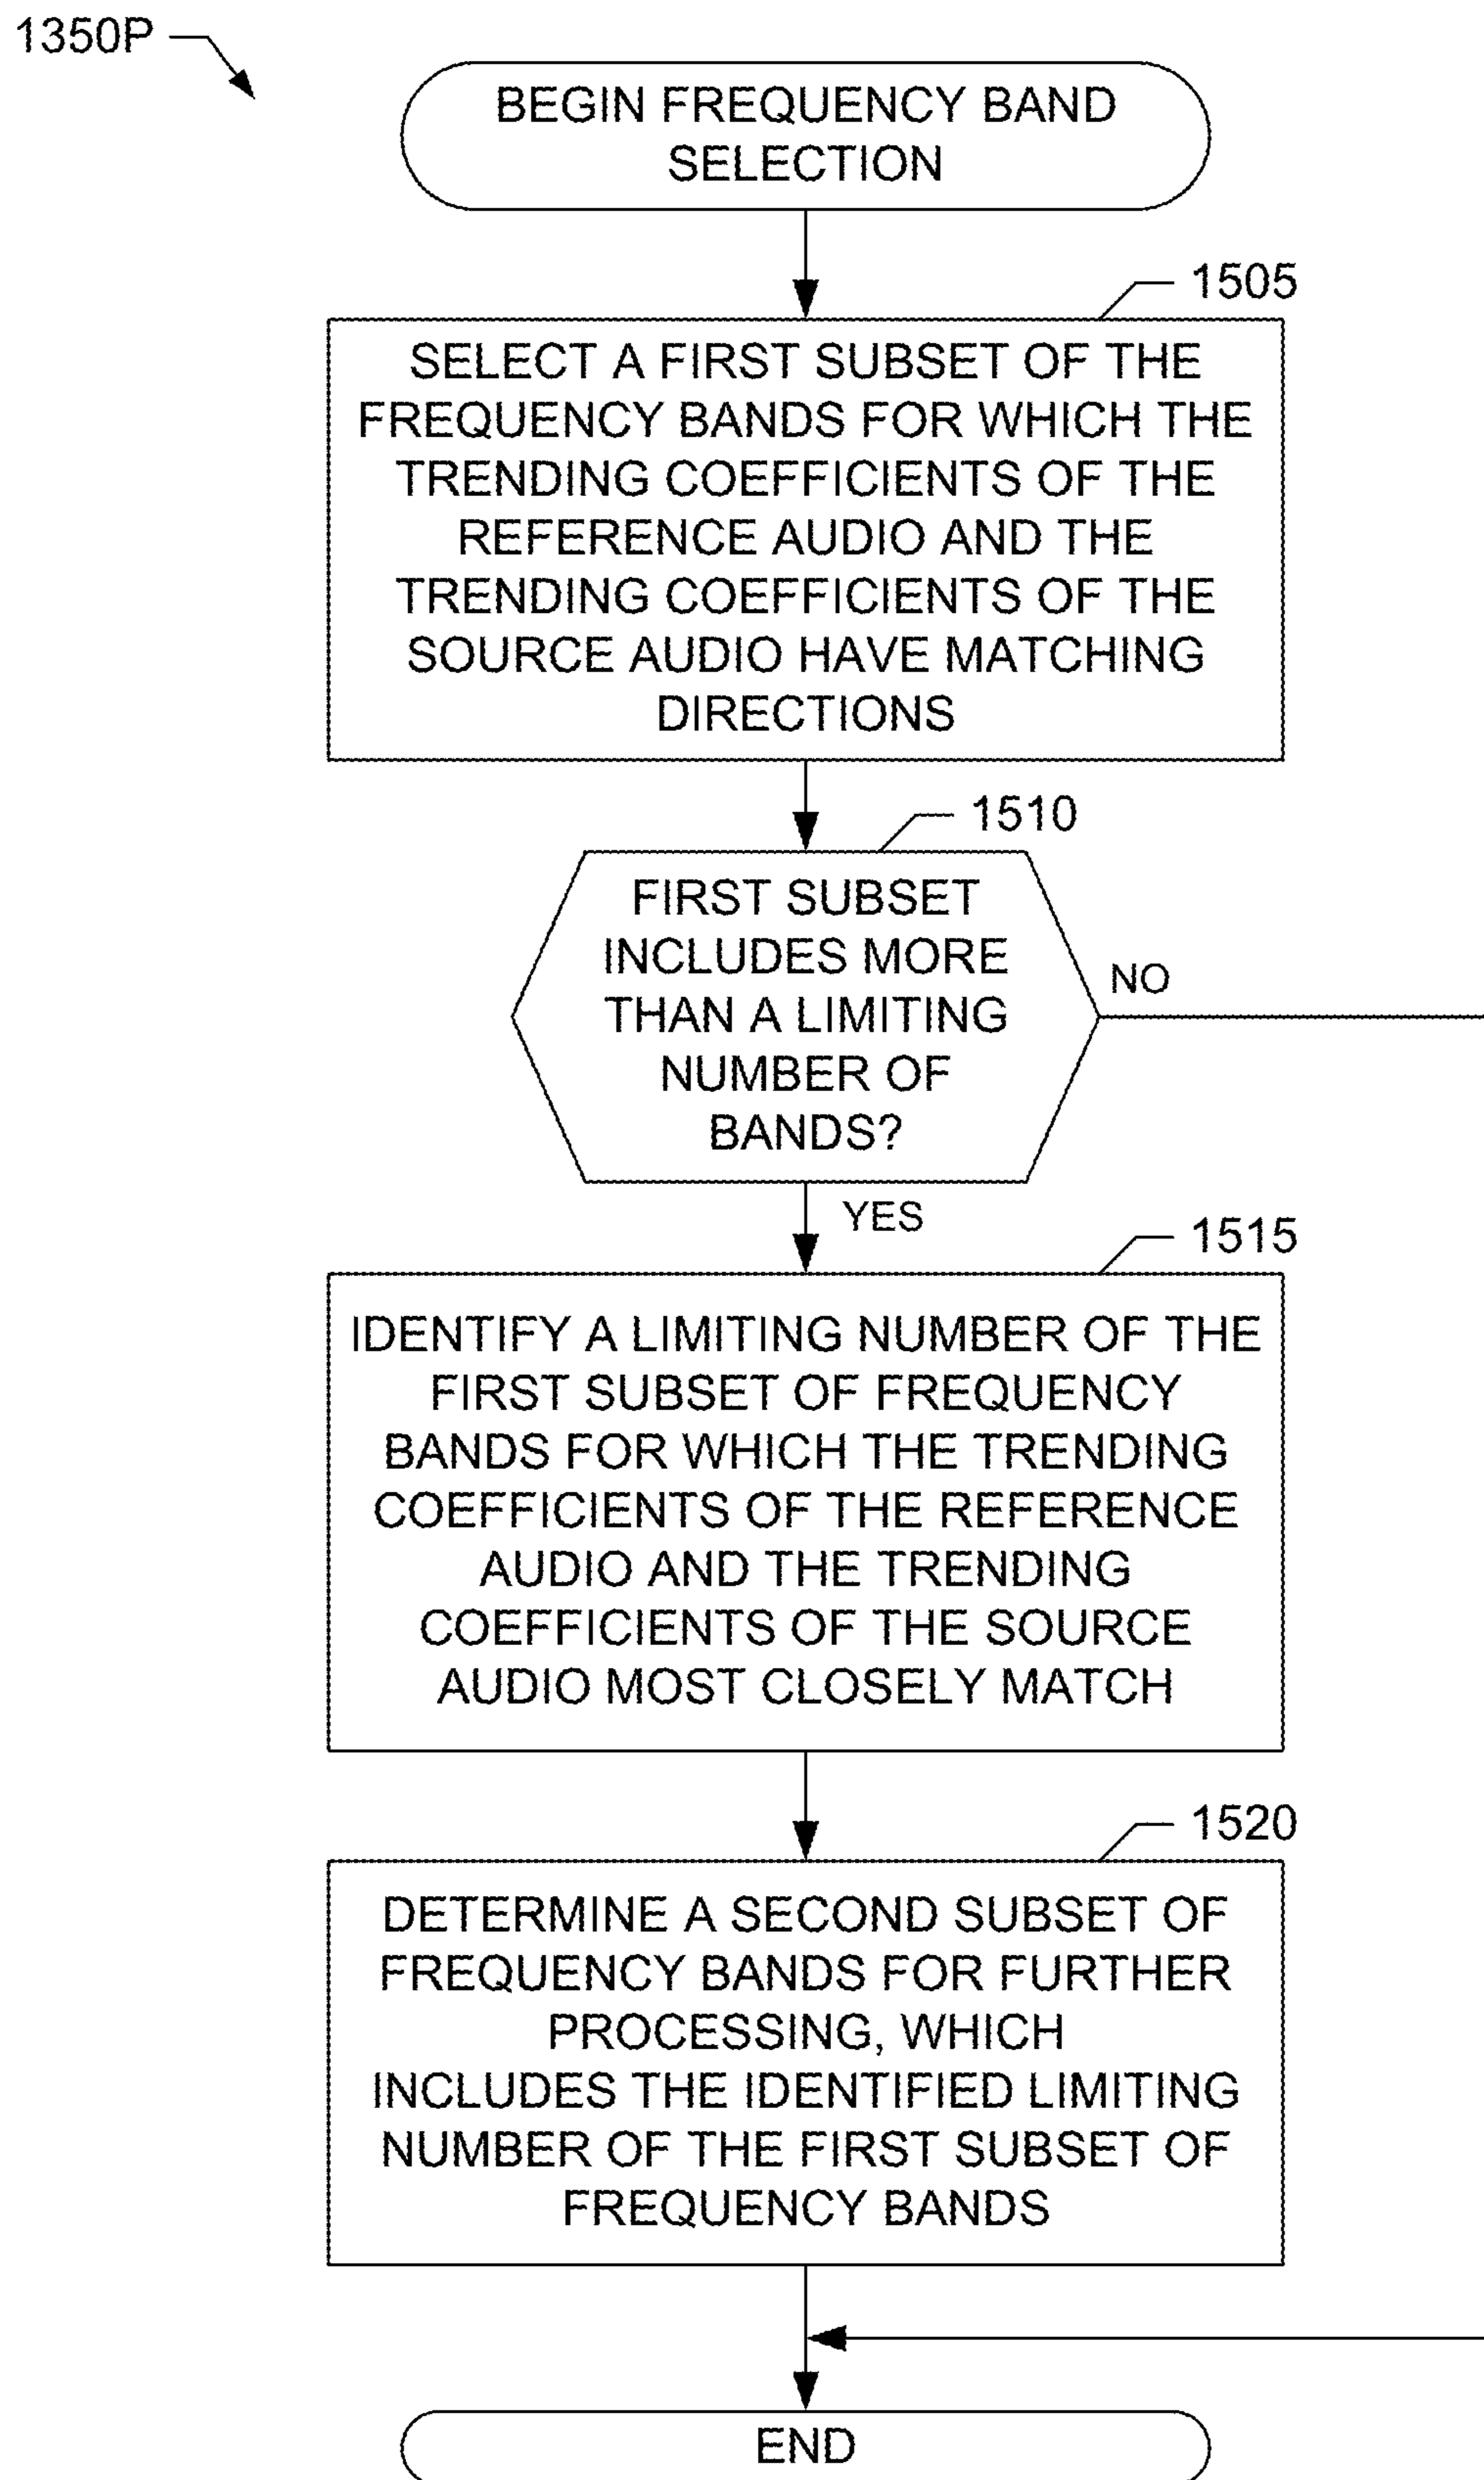 1350P
BEGIN FREQUENCY BAND
SELECTION
1505
SELECT A FIRST SUBSET OF THE
FREQUENCY BANDS FOR WHICH THE
TRENDING COEFFICIENTS OF THE
REFERENCE AUDIO AND THE
TRENDING COEFFICIENTS OF THE
SOURCE AUDIO HAVE MATCHING
DIRECTIONS
1510
FIRST SUBSET
INCLUDES MORE
THAN A LIMITING
NUMBER OF
BANDS?
NO
YES
1515
IDENTIFY A LIMITING NUMBER OF THE
FIRST SUBSET OF FREQUENCY
BANDS FOR WHICH THE TRENDING
COEFFICIENTS OF THE REFERENCE
AUDIO AND THE TRENDING
COEFFICIENTS OF THE SOURCE
AUDIO MOST CLOSELY MATCH
1520
DETERMINE A SECOND SUBSET OF
FREQUENCY BANDS FOR FURTHER
PROCESSING, WHICH
INCLUDES THE IDENTIFIED LIMITING
NUMBER OF THE FIRST SUBSET OF
FREQUENCY BANDS
END